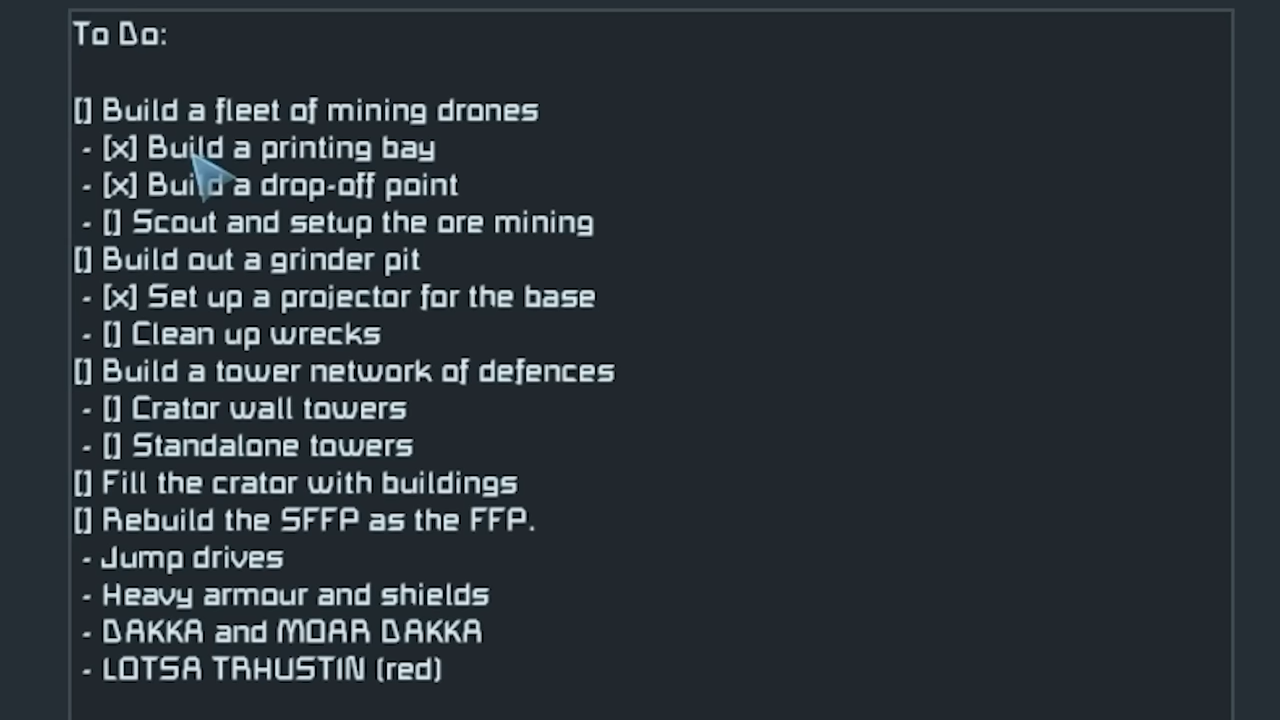 To Do:
[] Build a fleet of mining drones
- [x] Build a printing bay
- [x] Build a drop-off point
- [] Scout and setup the ore mining
[] Build out a grinder pit
- [x] Set up a projector for the base
- [] Clean up wrecks
[] Build a tower network of defences
- [] Crator wall towers
- [] Standalone towers
[] Fill the crator with buildings
[] Rebuild the SFFP as the FFP.
- Jump drives
- Heavy armour and shields
- DAKKA and MOAR DAKKA
- LOTSA TRHUSTIN (red)